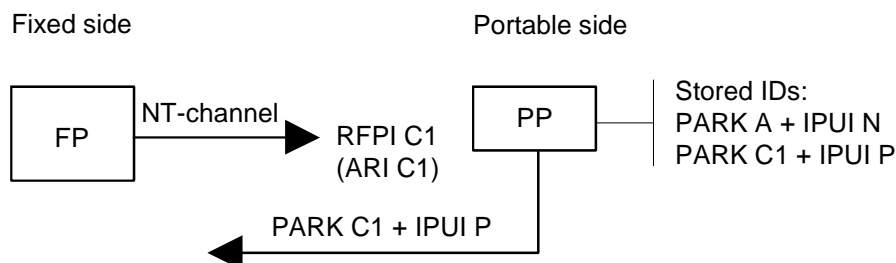 Fixed side
Portable side
FP
NT-channel
RFPI C1
(ARI C1)
PP
Stored IDs:
PARK A + IPUI N
PARK C1 + IPUI P
PARK C1 + IPUI P